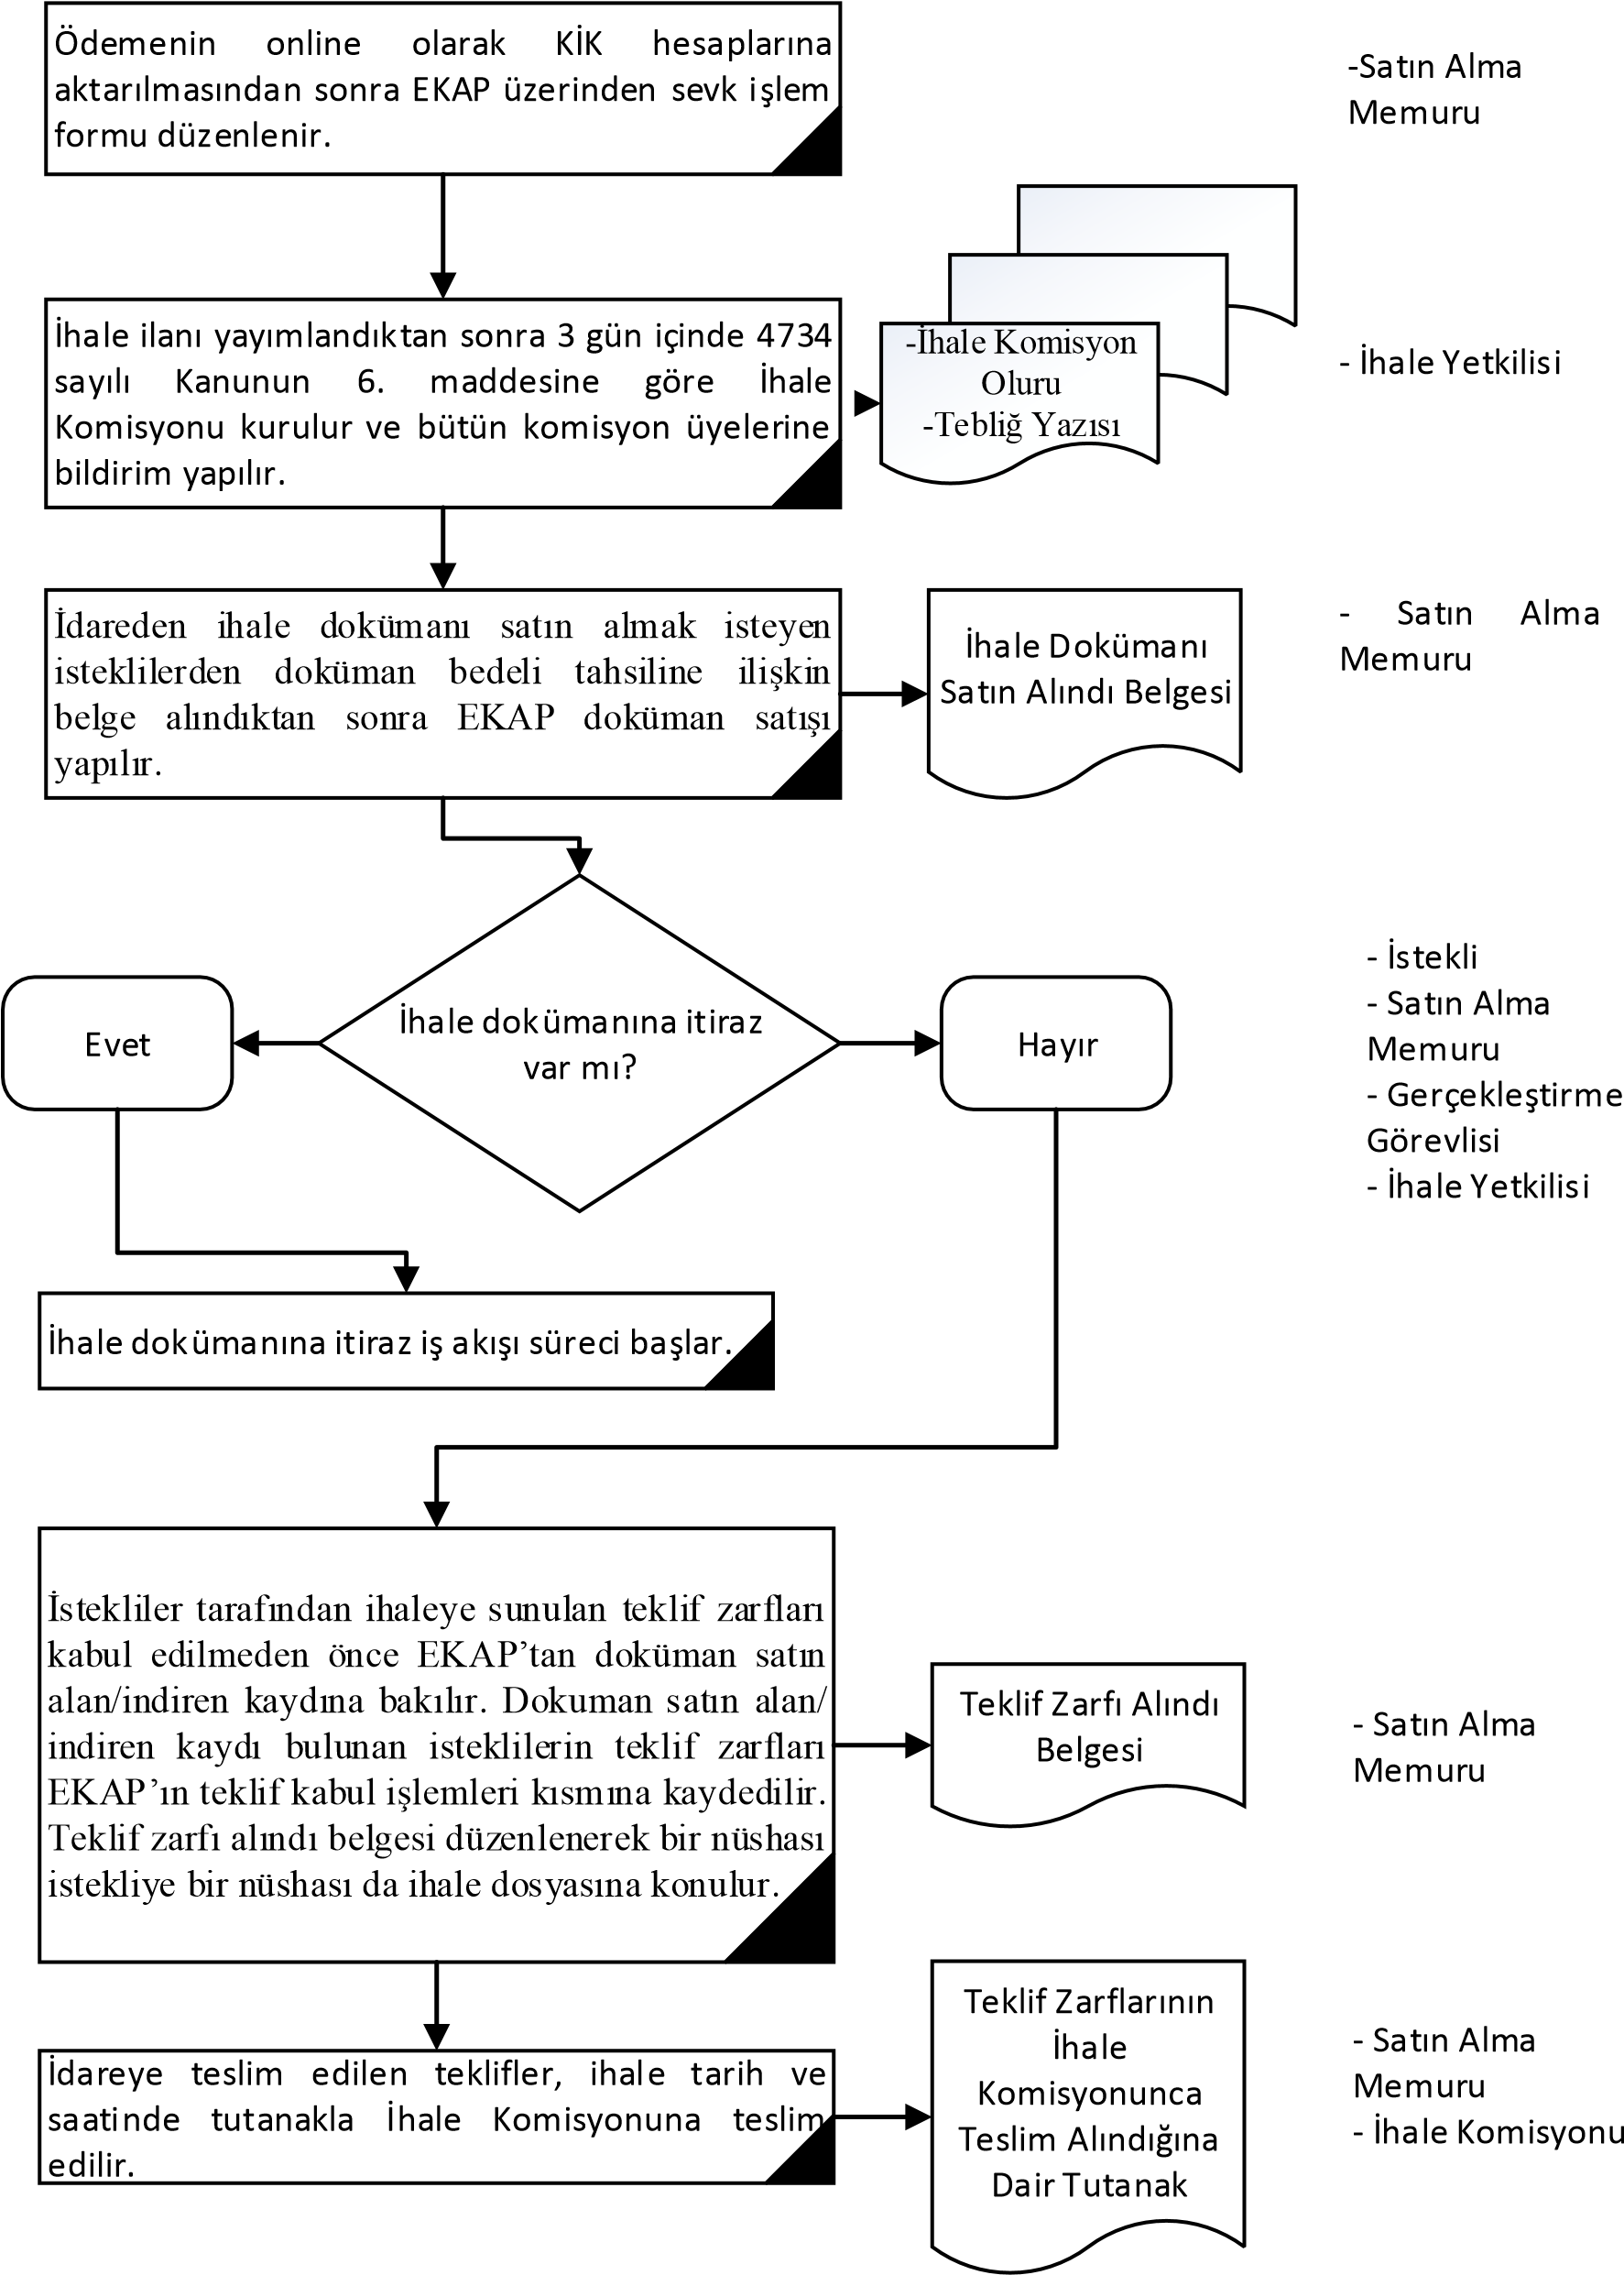 Ödemenin online olarak KİK hesaplarına
aktarılmasından sonra EKAP üzerinden sevk işlem
formu düzenlenir.
-Satın Alma
Memuru
İhale ilanı yayımlandıktan sonra 3 gün içinde 4734
sayılı Kanunun 6. maddesine göre İhale
Komisyonu kurulur ve bütün komisyon üyelerine
bildirim yapılır.
-İhale Komisyon
Oluru
-Tebliğ Yazısı
- İhale Yetkilisi
İdareden ihale dokümanı satın almak isteyen
isteklilerden doküman bedeli tahsiline ilişkin
belge alındıktan sonra EKAP doküman satışı
yapılır.
İhale Dokümanı
Satın Alındı Belgesi
- Satın Alma
Memuru
İhale dokümanına itiraz
var mı?
Evet
Hayır
- İstekli
- Satın Alma
Memuru
- Gerçekleştirme
Görevlisi
- İhale Yetkilisi
İhale dokümanına itiraz iş akışı süreci başlar.
İstekliler tarafından ihaleye sunulan teklif zarfları
kabul edilmeden önce EKAP’tan doküman satın
alan/indiren kaydına bakılır. Dokuman satın alan/
indiren kaydı bulunan isteklilerin teklif zarfları
EKAP’ın teklif kabul işlemleri kısmına kaydedilir.
Teklif zarfı alındı belgesi düzenlenerek bir nüshası
istekliye bir nüshası da ihale dosyasına konulur.
Teklif Zarfı Alındı
Belgesi
- Satın Alma
Memuru
İdareye teslim edilen teklifler, ihale tarih ve
saatinde tutanakla İhale Komisyonuna teslim
edilir.
Teklif Zarflarının
İhale
Komisyonunca
Teslim Alındığına
Dair Tutanak
- Satın Alma
Memuru
- İhale Komisyonu